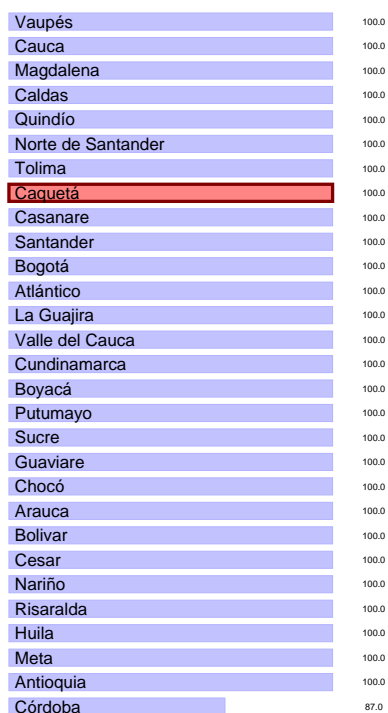 Vaupés 100.0
Cauca 100.0
Magdalena 100.0
Caldas 100.0
Quindío 100.0
Norte de Santander 100.0
Tolima 100.0
Caquetá 100.0
Casanare 100.0
Santander 100.0
Bogotá 100.0
Atlántico 100.0
La Guajira 100.0
Valle del Cauca 100.0
Cundinamarca 100.0
Boyacá 100.0
Putumayo 100.0
Sucre 100.0
Guaviare 100.0
Chocó 100.0
Arauca 100.0
Bolivar 100.0
Cesar 100.0
Nariño 100.0
Risaralda 100.0
Huila 100.0
Meta 100.0
Antioquia 100.0
Córdoba 87.0